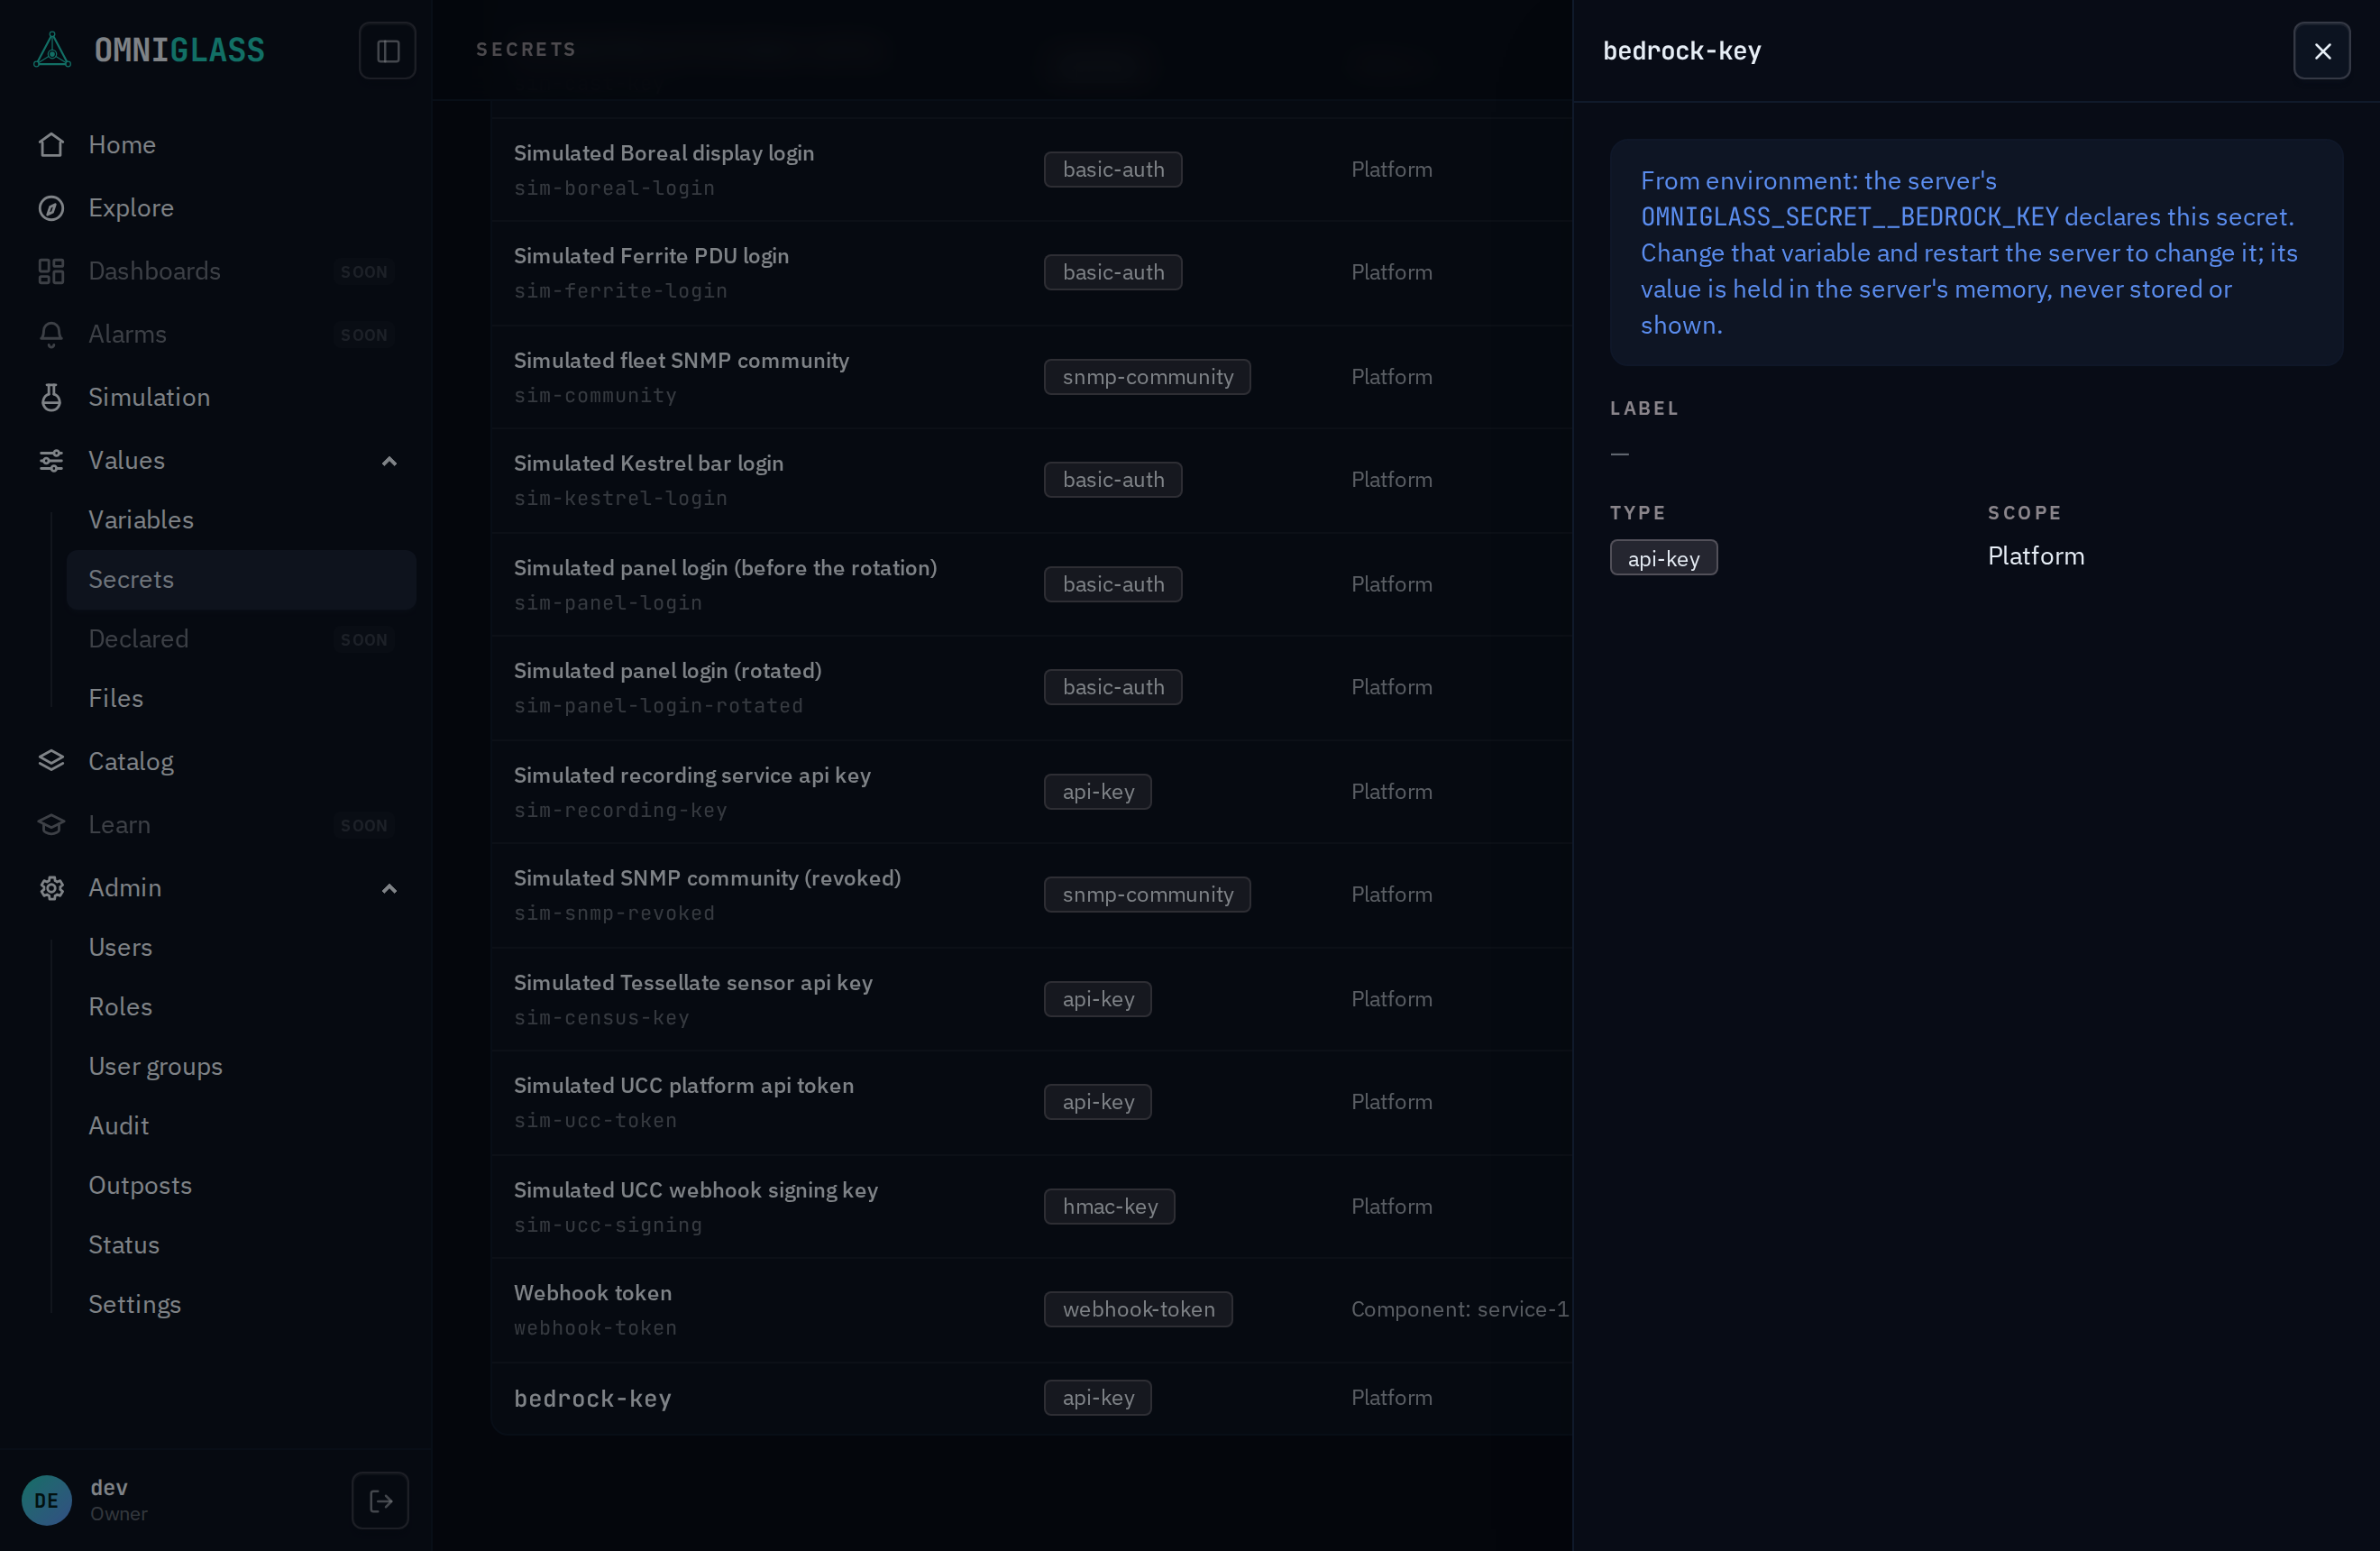 OMNIGLASS
Home
Explore
Dashboards SOON
Alarms SOON
Simulation
Values
Variables
Secrets
Declared SOON
Files
Catalog
Learn SOON
Admin
Users
Roles
User groups
Audit
Outposts
Status
Settings
DE dev
Owner
SECRETS
Simulated Boreal display login
sim-boreal-login
basic-auth Platform
Simulated Ferrite PDU login
sim-ferrite-login
basic-auth Platform
Simulated fleet SNMP community
sim-community
snmp-community Platform
Simulated Kestrel bar login
sim-kestrel-login
basic-auth Platform
Simulated panel login (before the rotation)
sim-panel-login
basic-auth Platform
Simulated panel login (rotated)
sim-panel-login-rotated
basic-auth Platform
Simulated recording service api key
sim-recording-key
api-key Platform
Simulated SNMP community (revoked)
sim-snmp-revoked
snmp-community Platform
Simulated Tessellate sensor api key
sim-census-key
api-key Platform
Simulated UCC platform api token
sim-ucc-token
api-key Platform
Simulated UCC webhook signing key
sim-ucc-signing
hmac-key Platform
Webhook token
webhook-token
webhook-token Component: service-1
bedrock-key api-key Platform
bedrock-key
From environment: the server's
OMNIGLASS_SECRET__BEDROCK_KEY declares this secret.
Change that variable and restart the server to change it; its
value is held in the server's memory, never stored or
shown.
LABEL
—
TYPE SCOPE
api-key Platform